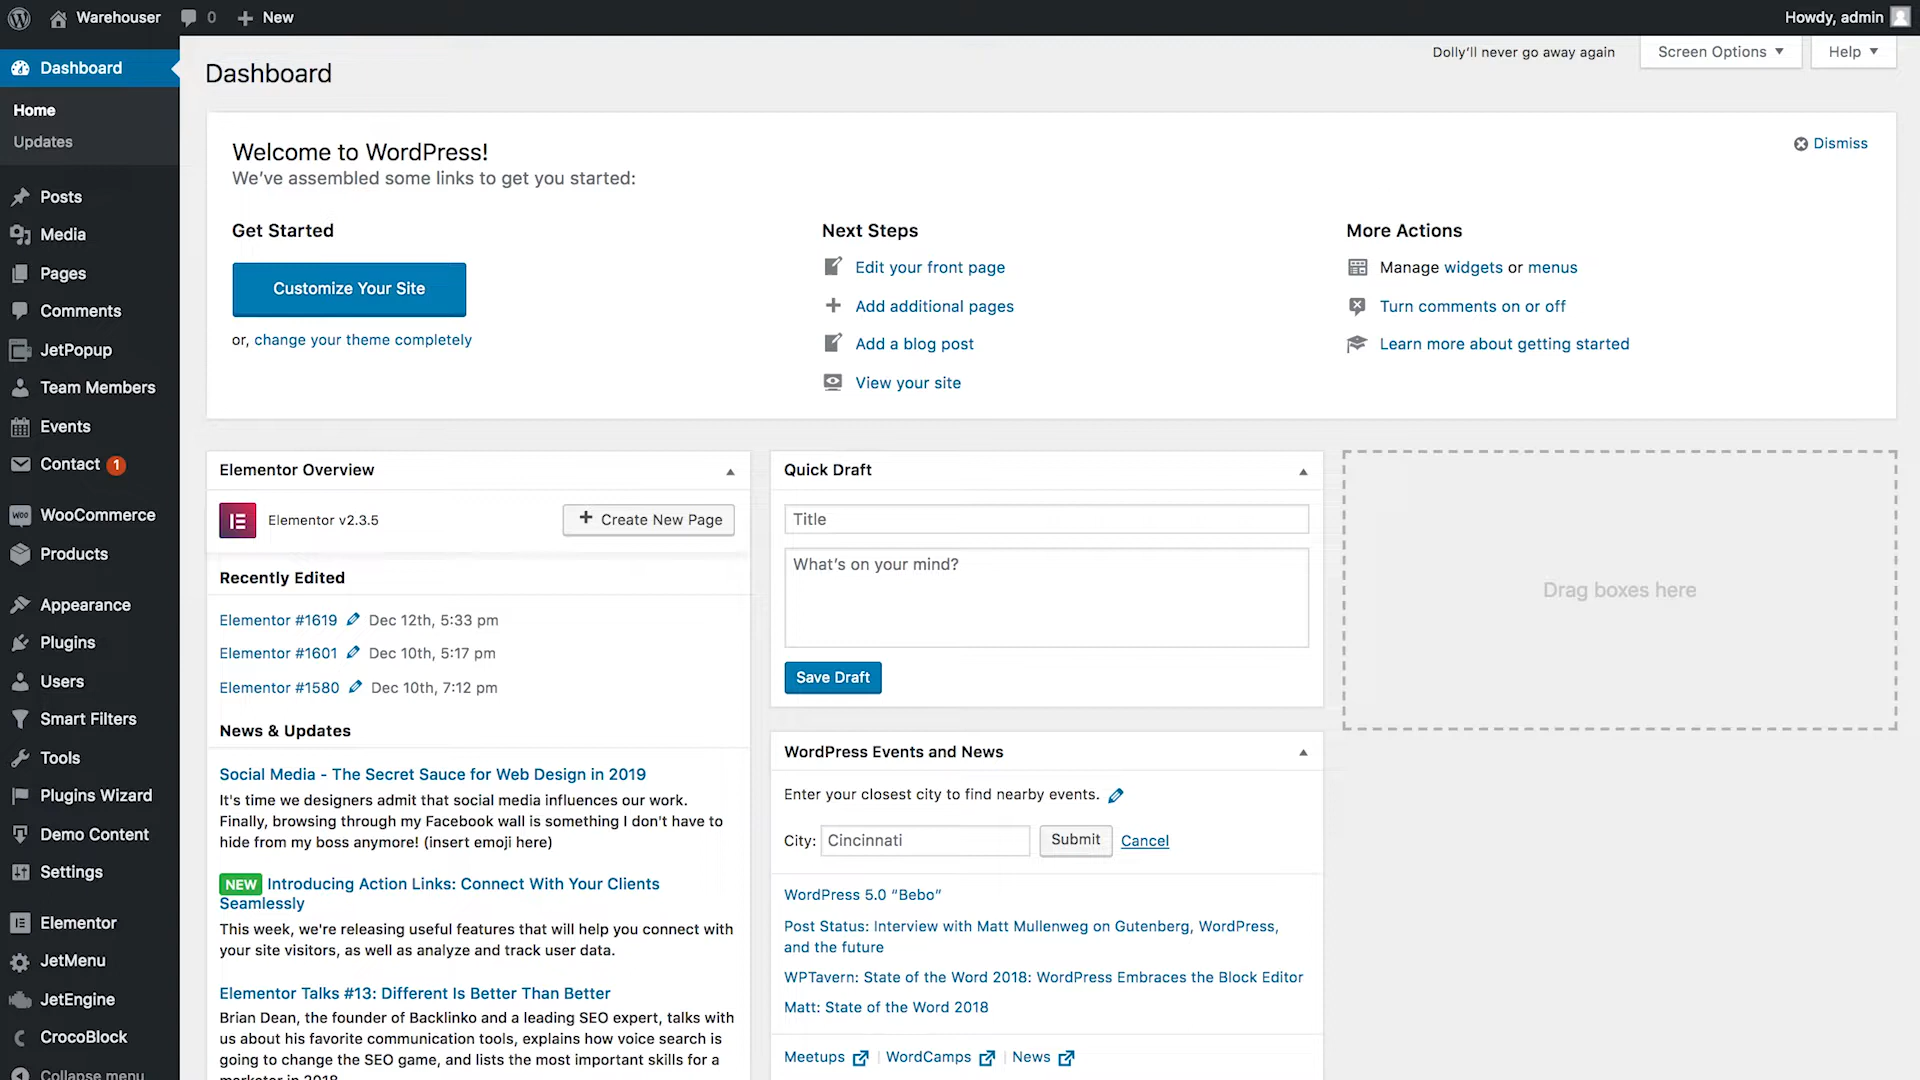 Warehouser 0 New Howdy, admin
Dashboard
Home
Updates
Posts
Media
Pages
Comments
JetPopup
Team Members
Events
Contact 1
WooCommerce
Products
Appearance
Plugins
Users
Smart Filters
Tools
Plugins Wizard
Demo Content
Settings
Elementor
JetMenu
JetEngine
CrocoBlock
Collapse menu
Dolly’ll never go away again Screen Options Help
Dashboard
Welcome to WordPress!
Dismiss
We’ve assembled some links to get you started:
Get Started
Customize Your Site
or, change your theme completely
Next Steps
Edit your front page
Add additional pages
Add a blog post
View your site
More Actions
Manage widgets or menus
Turn comments on or off
Learn more about getting started
Elementor Overview
Elementor v2.3.5 Create New Page
Recently Edited
Elementor #1619 Dec 12th, 5:33 pm
Elementor #1601 Dec 10th, 5:17 pm
Elementor #1580 Dec 10th, 7:12 pm
News & Updates
Social Media - The Secret Sauce for Web Design in 2019
It's time we designers admit that social media influences our work.
Finally, browsing through my Facebook wall is something I don't have to
hide from my boss anymore! (insert emoji here)
NEW Introducing Action Links: Connect With Your Clients
Seamlessly
This week, we're releasing useful features that will help you connect with
your site visitors, as well as analyze and track user data.
Elementor Talks #13: Different Is Better Than Better
Brian Dean, the founder of Backlinko and a leading SEO expert, talks with
us about his favorite communication tools, explains how voice search is
going to change the SEO game, and lists the most important skills for a
marketer in 2018
Quick Draft
Title
What’s on your mind?
Save Draft
WordPress Events and News
Enter your closest city to find nearby events.
City: Cincinnati Submit Cancel
WordPress 5.0 “Bebo”
Post Status: Interview with Matt Mullenweg on Gutenberg, WordPress,
and the future
WPTavern: State of the Word 2018: WordPress Embraces the Block Editor
Matt: State of the Word 2018
Meetups | WordCamps | News
Drag boxes here